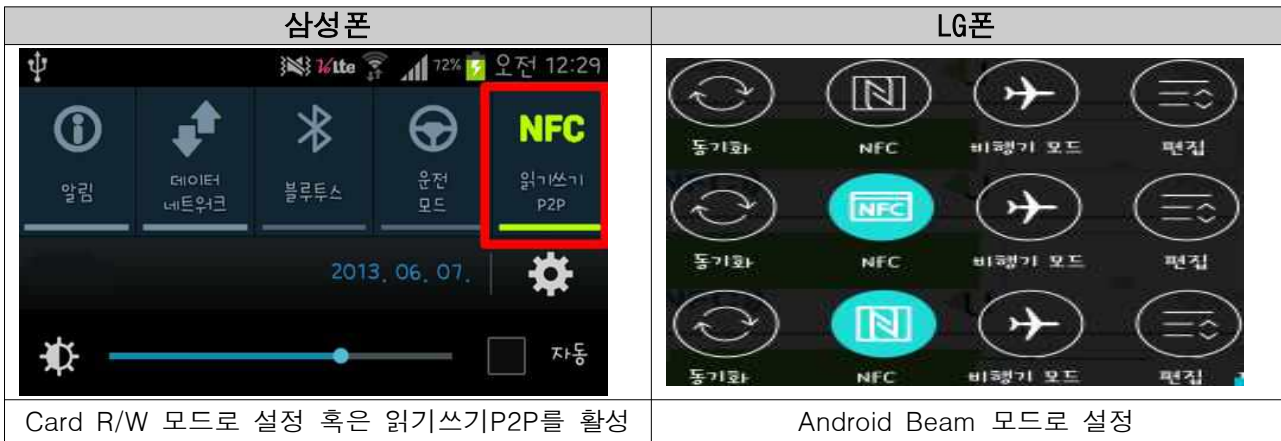 삼성폰
LG폰
Lte 72% 오전 12:29
NFC
알림
데이터
네트워크
블루투스
운전
모드
읽기쓰기
P2P
2013. 06. 07.
자동
동기화 NFC 비행기 모드 편집
NFC
동기화 NFC 비행기 모드 편집
동기화 NFC 비행기 모드 편집
Card R/W 모드로 설정 혹은 읽기쓰기P2P를 활성
Android Beam 모드로 설정